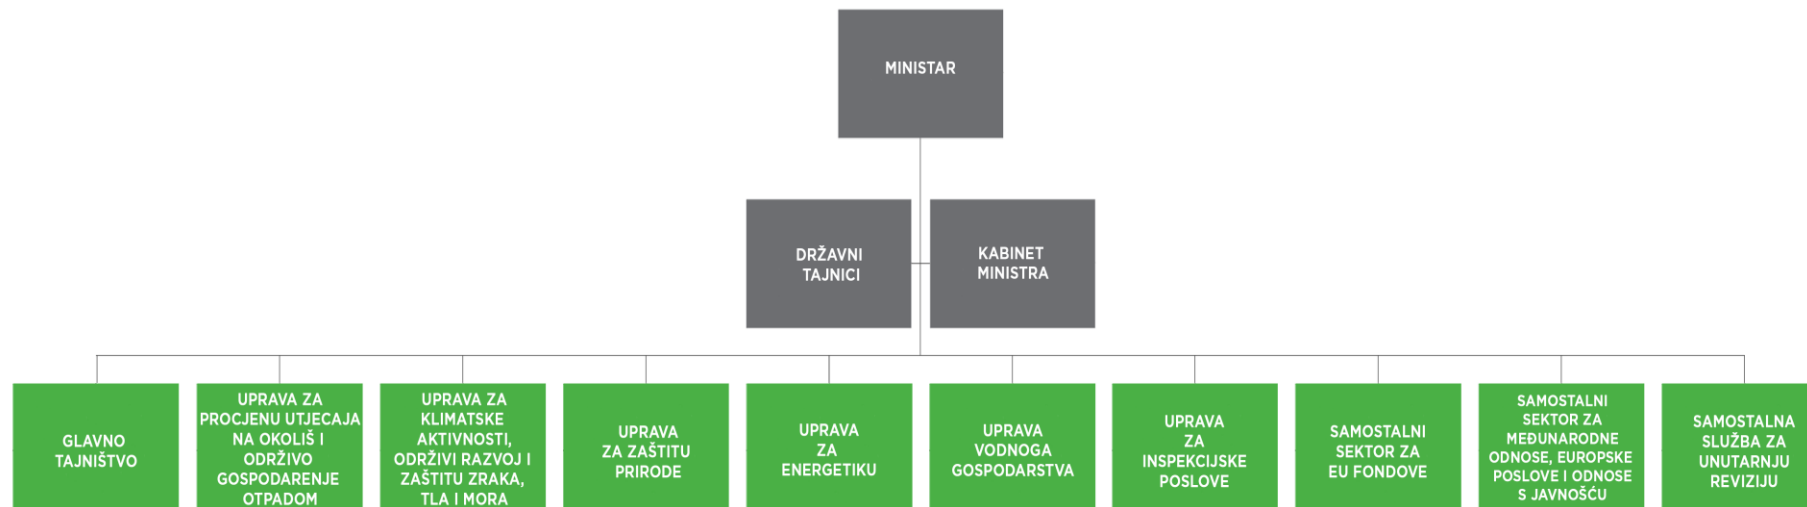 MINISTAR
DRŽAVNI
TAJNICI
KABINET
MINISTRA
GLAVNO
TAJNIŠTVO
UPRAVA ZA
PROCJENU UTJECAJA
NA OKOLIŠ I
ODRŽIVO
GOSPODARENJE
OTPADOM
UPRAVA ZA
KLIMATSKE
AKTIVNOSTI,
ODRŽIVI RAZVOJ I
ZAŠTITU ZRAKA,
TLA I MORA
UPRAVA
ZA ZAŠTITU
PRIRODE
UPRAVA
ZA
ENERGETIKU
UPRAVA
VODNOGA
GOSPODARSTVA
UPRAVA
ZA
INSPEKCIJSKE
POSLOVE
SAMOSTALNI
SEKTOR ZA
EU FONDOVE
SAMOSTALNI
SEKTOR ZA
MEĐUNARODNE
ODNOSE, EUROPSKE
POSLOVE I ODNOSE
S JAVNOŠĆU
SAMOSTALNA
SLUŽBA ZA
UNUTARNJU
REVIZIJU